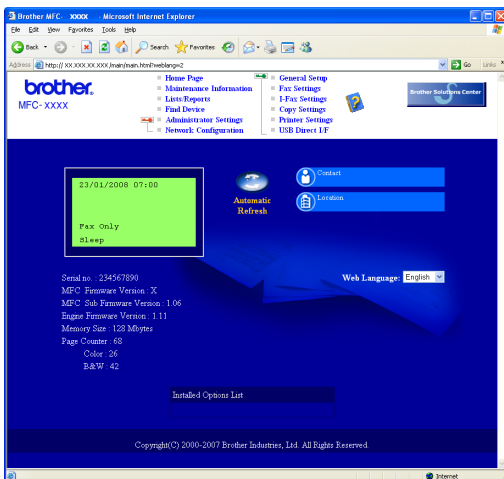 Brother MFC- XXXX - Microsoft Internet Explorer
File Edit View Favorites Tools Help
Back Search Favorites
Address http:// XX.XXX.XX.XXX /main/main.html?weblang=2 Go Links
brother.
MFC- XXXX
Home Page
Maintenance Information
Lists/Reports
Find Device
Administrator Settings
Network Configuration
General Setup
Fax Settings
I-Fax Settings
Copy Settings
Printer Settings
USB Direct I/F
Brother Solutions Center
23/01/2008 07:00
Fax Only
Sleep
Automatic
Refresh
Contact
Location
Serial no. : 234567890
MFC Firmware Version : X
MFC Sub Firmware Version : 1.06
Engine Firmware Version : 1.11
Memory Size : 128 Mbytes
Page Counter : 68
Color : 26
B&W : 42
Web Language: English
Installed Options List
Copyright(C) 2000-2007 Brother Industries, Ltd. All Rights Reserved.
Internet